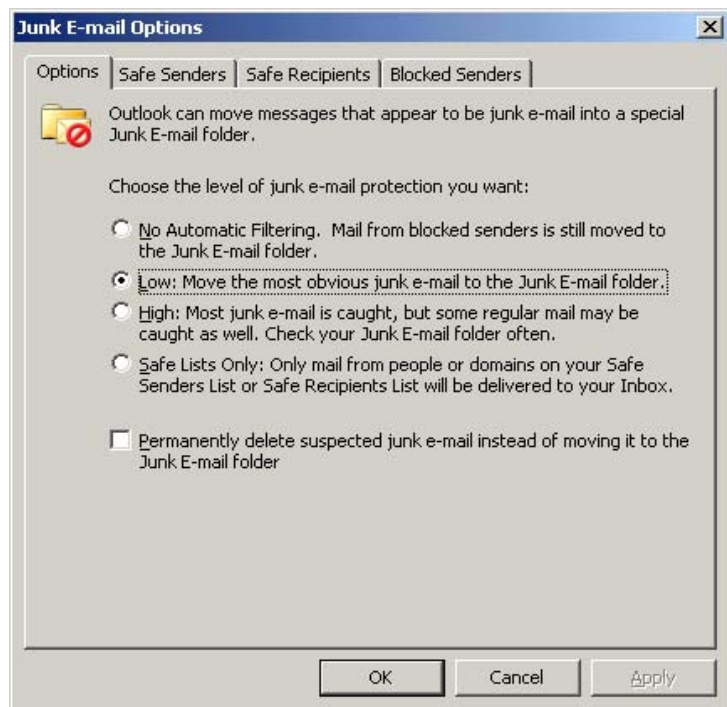 Junk E-mail Options
Options
Safe Senders
Safe Recipients
Blocked Senders
Outlook can move messages that appear to be junk e-mail into a special
Junk E-mail folder.
Choose the level of junk e-mail protection you want:
No Automatic Filtering.  Mail from blocked senders is still moved to
the Junk E-mail folder.
Low: Move the most obvious junk e-mail to the Junk E-mail folder.
High: Most junk e-mail is caught, but some regular mail may be
caught as well. Check your Junk E-mail folder often.
Safe Lists Only: Only mail from people or domains on your Safe
Senders List or Safe Recipients List will be delivered to your Inbox.
Permanently delete suspected junk e-mail instead of moving it to the
Junk E-mail folder
OK
Cancel
Apply